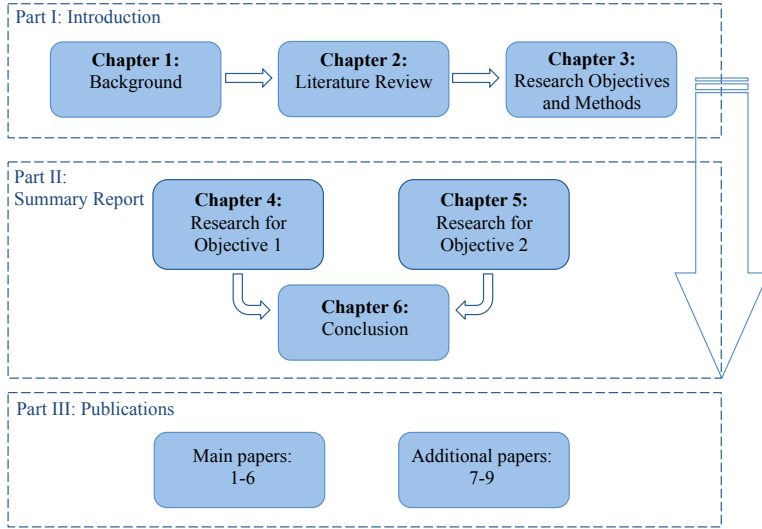 Part I: Introduction
Chapter 1:
Background
Chapter 2:
Literature Review
Chapter 3:
Research Objectives
and Methods
Part II:
Summary Report
Chapter 4:
Research for
Objective 1
Chapter 5:
Research for
Objective 2
Chapter 6:
Conclusion
Part III: Publications
Main papers:
1-6
Additional papers:
7-9